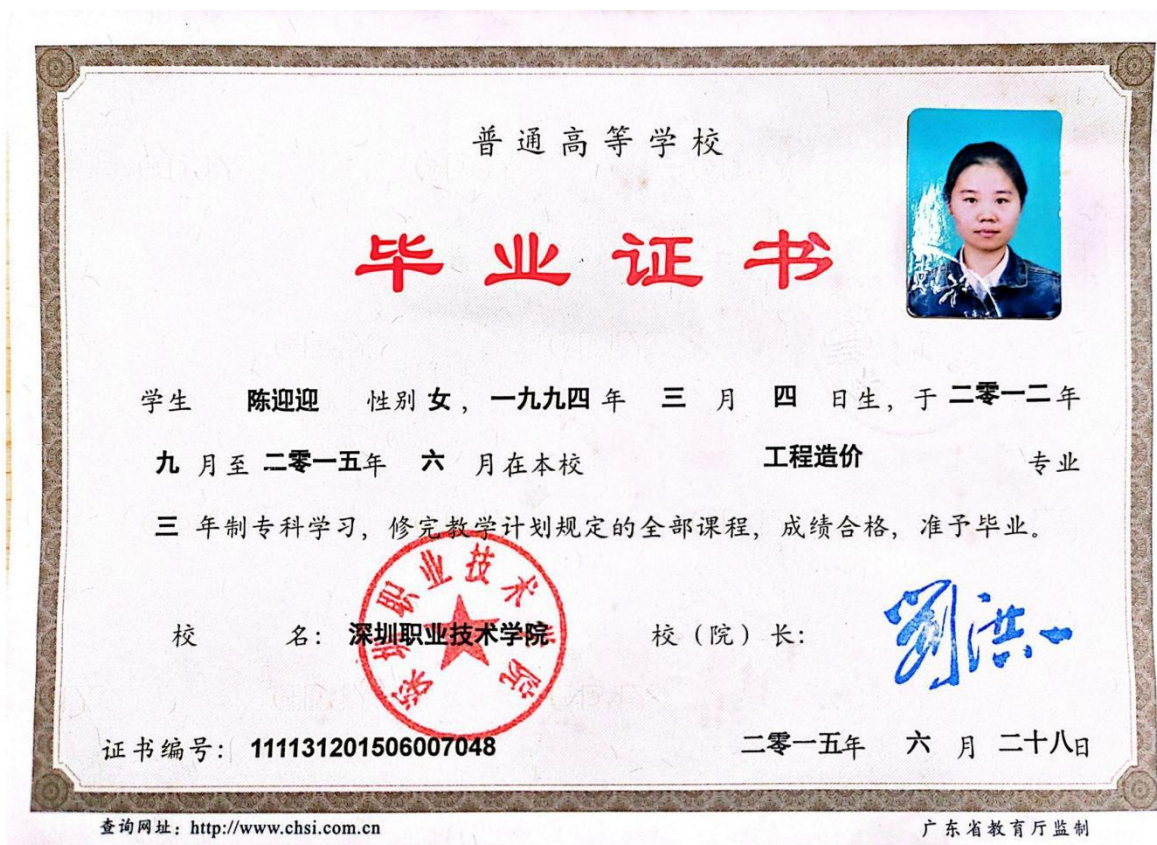 普通高等学校
毕业证书
学生 陈迎迎 性别 女，一九九四 年 三 月 四 日生，于 二零一二 年
九 月至 二零一五年 六 月在本校 工程造价 专业
三 年制专科学习，修完教学计划规定的全部课程，成绩合格，准予毕业。
深圳职业技术学院
校 名：深圳职业技术学院 校（院）长：劉洪一
证书编号：111131201506007048 二零一五年 六 月 二十八日
查询网址：http://www.chsi.com.cn 广东省教育厅监制